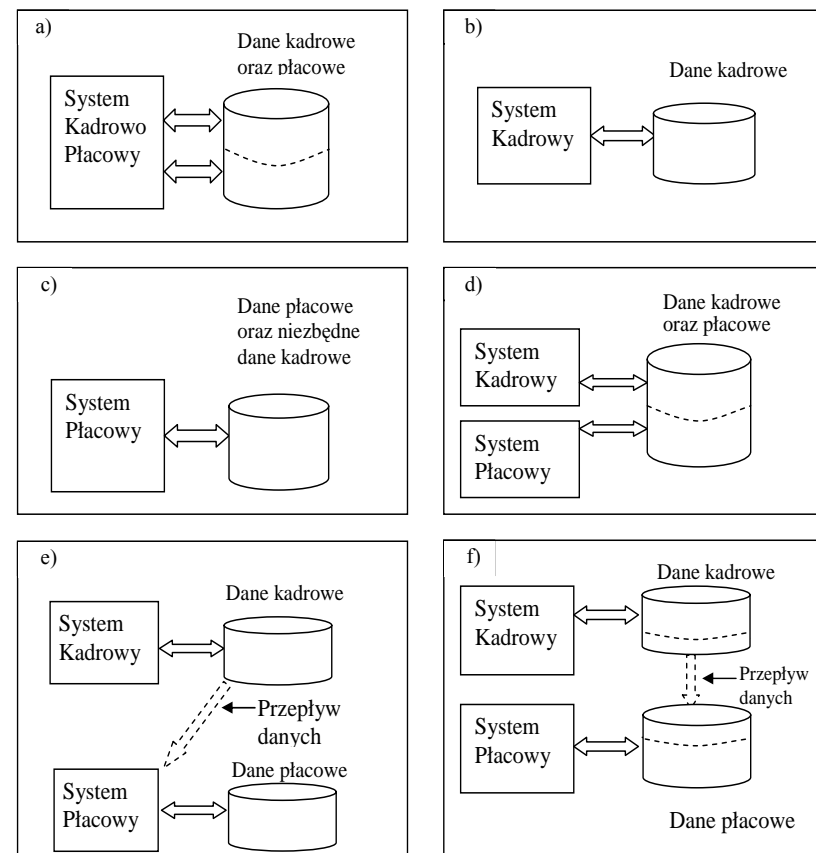 a)
Dane kadrowe
oraz płacowe
System
Kadrowo
Płacowy
b)
Dane kadrowe
System
Kadrowy
c)
Dane płacowe
oraz niezbędne
dane kadrowe
System
Płacowy
d)
Dane kadrowe
oraz płacowe
System
Kadrowy
System
Płacowy
e)
Dane kadrowe
System
Kadrowy
Przepływ
danych
Dane płacowe
System
Płacowy
f)
Dane kadrowe
System
Kadrowy
Przepływ
danych
System
Płacowy
Dane płacowe